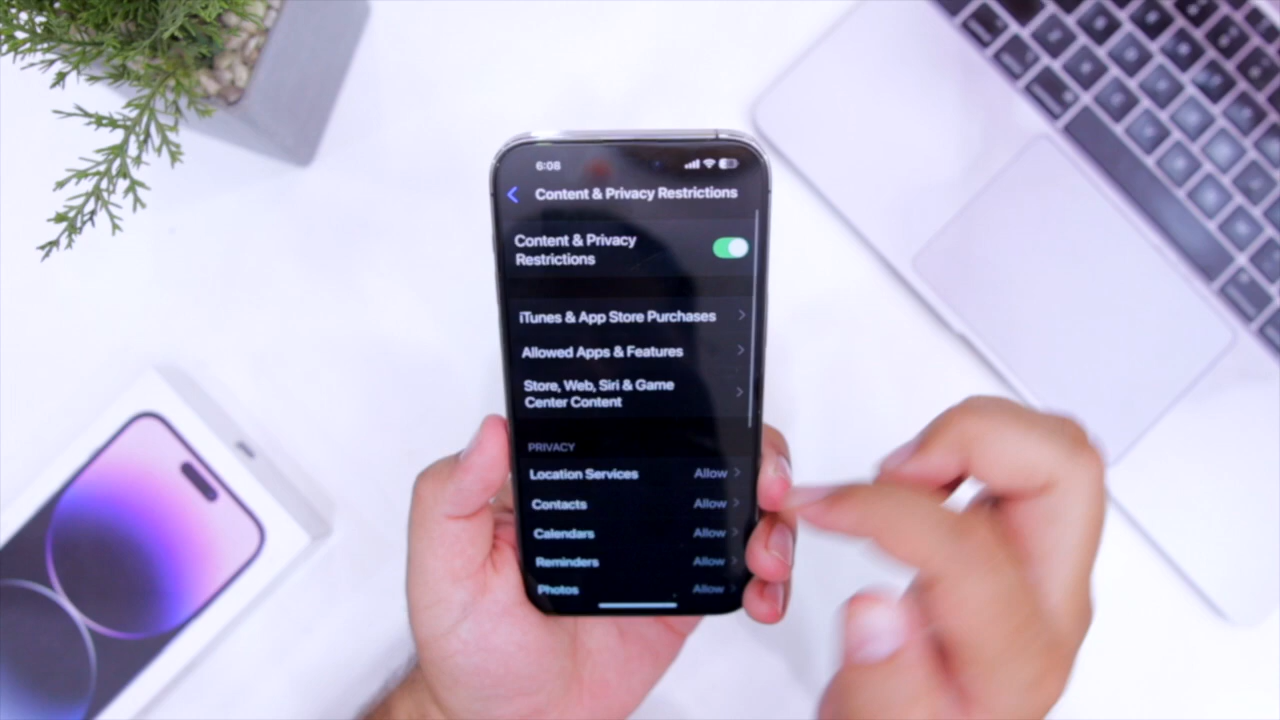 6:08
Content & Privacy Restrictions
Content & Privacy
Restrictions
iTunes & App Store Purchases
Allowed Apps & Features
Store, Web, Siri & Game
Center Content
PRIVACY
Location Services Allow
Contacts Allow
Calendars Allow
Reminders Allow
Photos Allow